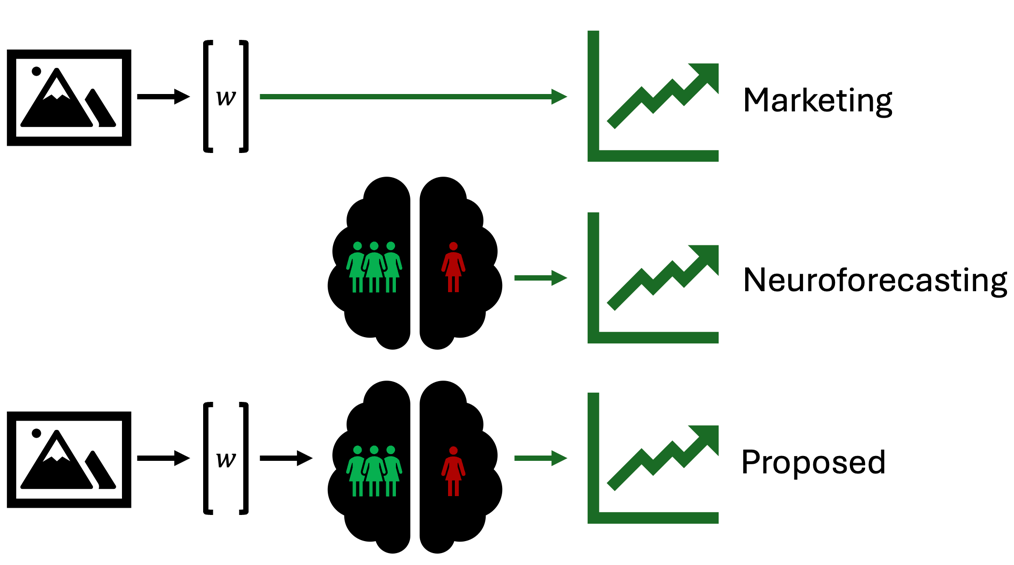 w
Marketing
Neuroforecasting
w
Proposed